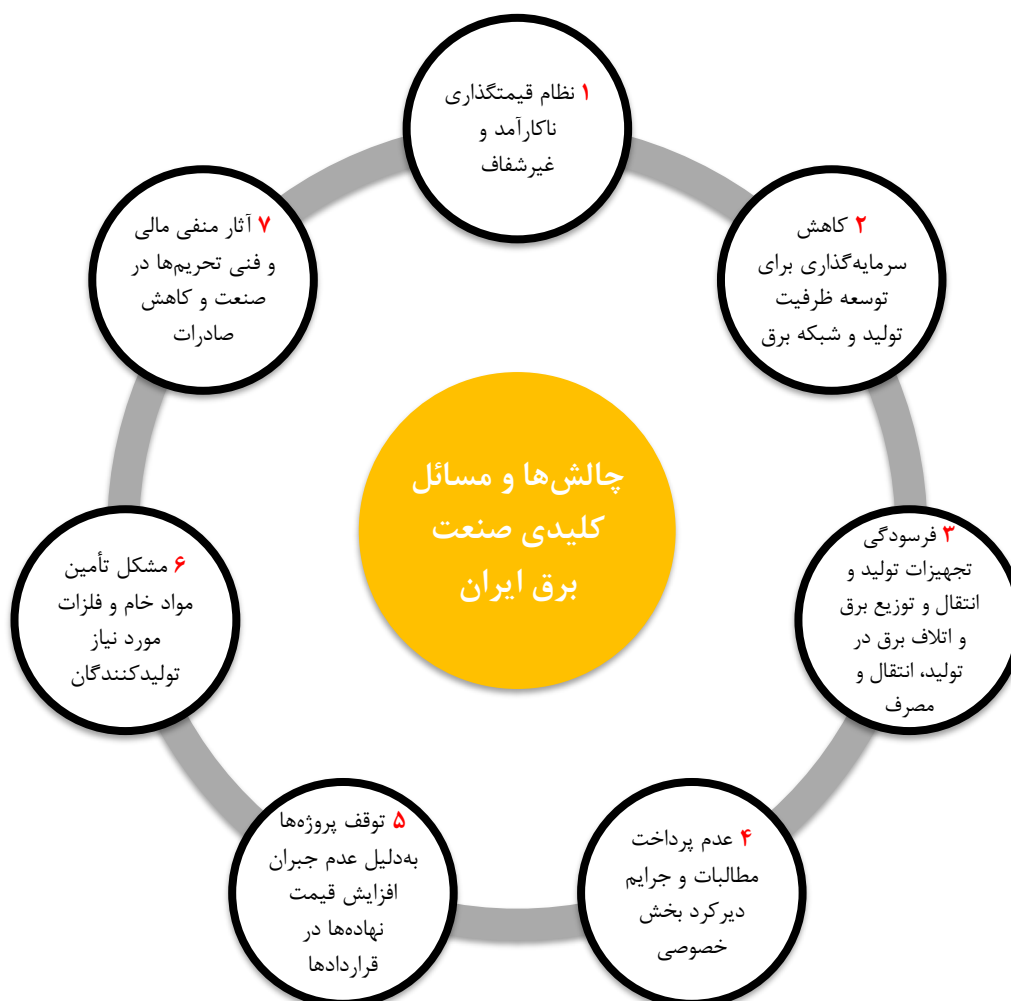 ۱ نظام قیمتگذاری
ناکارآمد و
غیرشفاف
۲ کاهش
سرمایه‌گذاری برای
توسعه ظرفیت
تولید و شبکه برق
۳ فرسودگی
تجهیزات تولید و
انتقال و توزیع برق
و اتلاف برق در
تولید، انتقال و
مصرف
۴ عدم پرداخت
مطالبات و جرایم
دیرکرد بخش
خصوصی
۵ توقف پروژه‌ها
به‌دلیل عدم جبران
افزایش قیمت
نهاده‌ها در
قراردادها
۶ مشکل تأمین
مواد خام و فلزات
مورد نیاز
تولیدکنندگان
۷ آثار منفی مالی
و فنی تحریم‌ها در
صنعت و کاهش
صادرات
چالش‌ها و مسائل
کلیدی صنعت
برق ایران